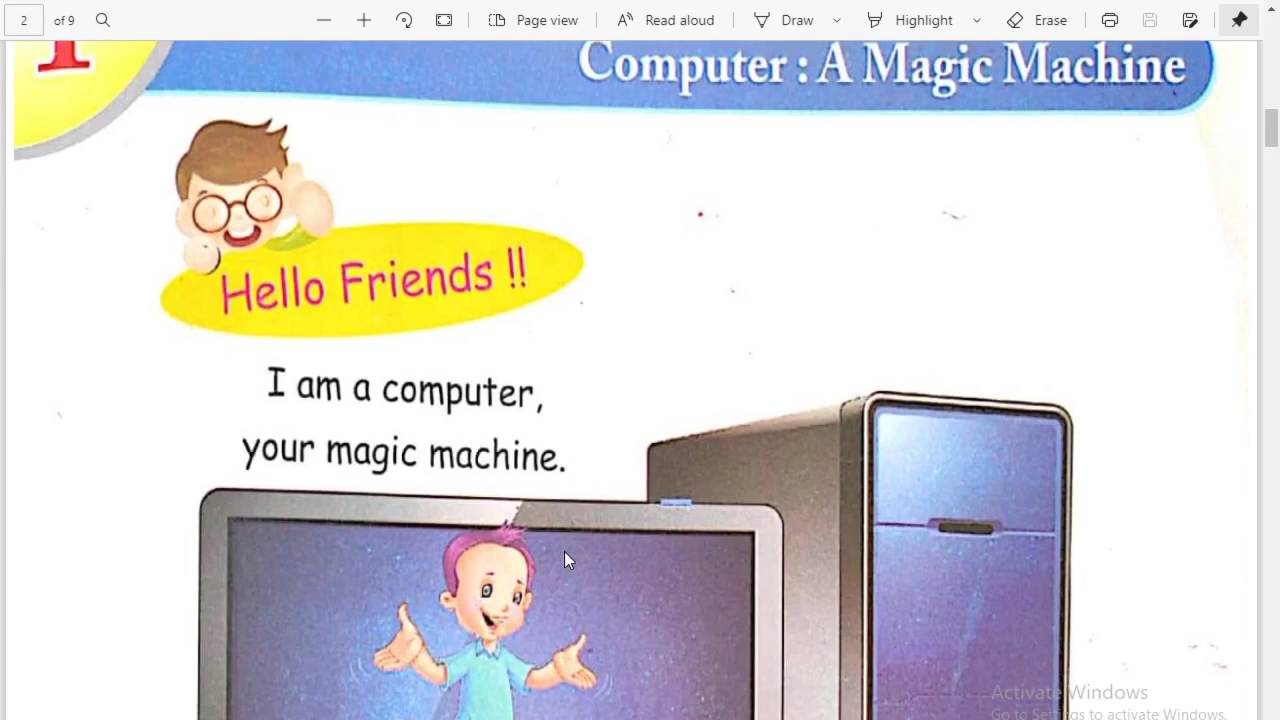 2 of 9 Page view Read aloud Draw Highlight Erase
1
Computer : A Magic Machine
Hello Friends !!
I am a computer,
your magic machine.
Activate Windows
Go to Settings to activate Windows.